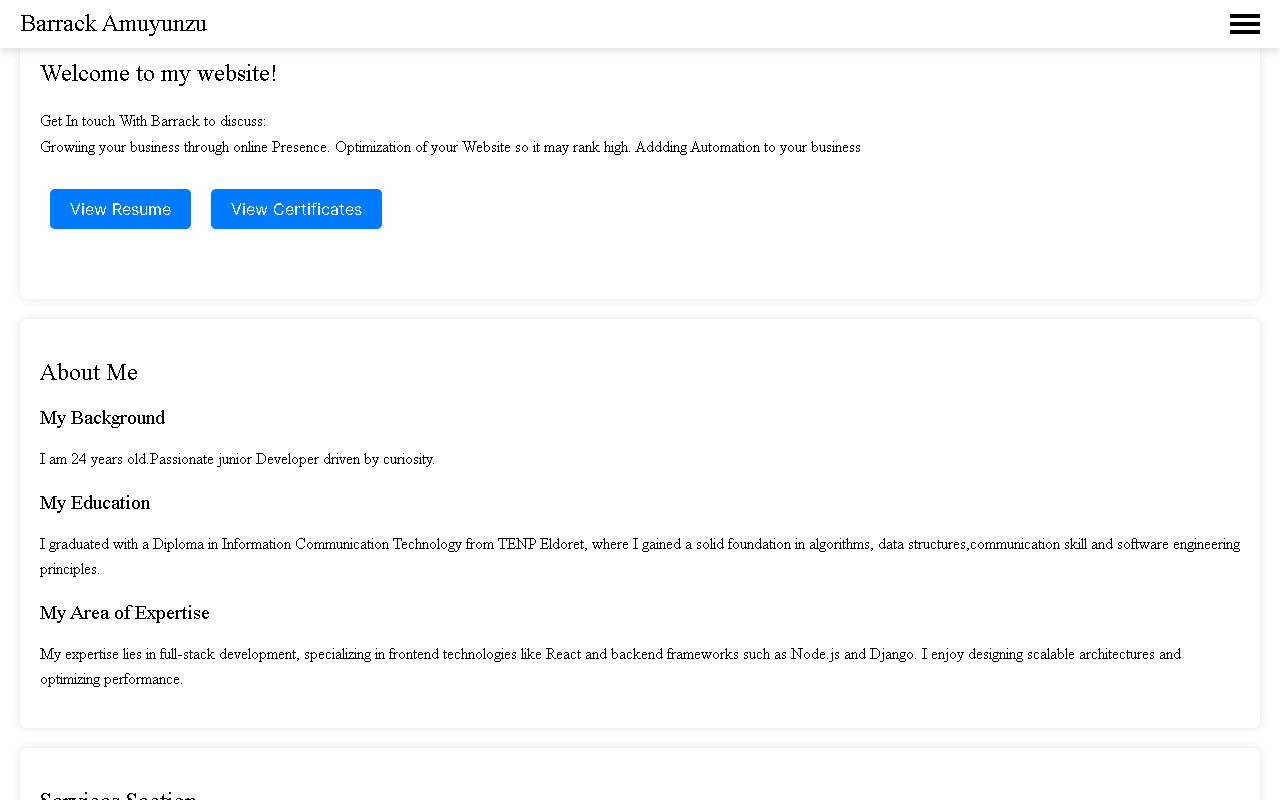 Barrack Amuyunzu
Welcome to my website!
Get In touch With Barrack to discuss:
Growiing your business through online Presence. Optimization of your Website so it may rank high. Addding Automation to your business
View Resume
View Certificates
About Me
My Background
I am 24 years old.Passionate junior Developer driven by curiosity.
My Education
I graduated with a Diploma in Information Communication Technology from TENP Eldoret, where I gained a solid foundation in algorithms, data structures,communication skill and software engineering
principles.
My Area of Expertise
My expertise lies in full-stack development, specializing in frontend technologies like React and backend frameworks such as Node.js and Django. I enjoy designing scalable architectures and
optimizing performance.
Services Section